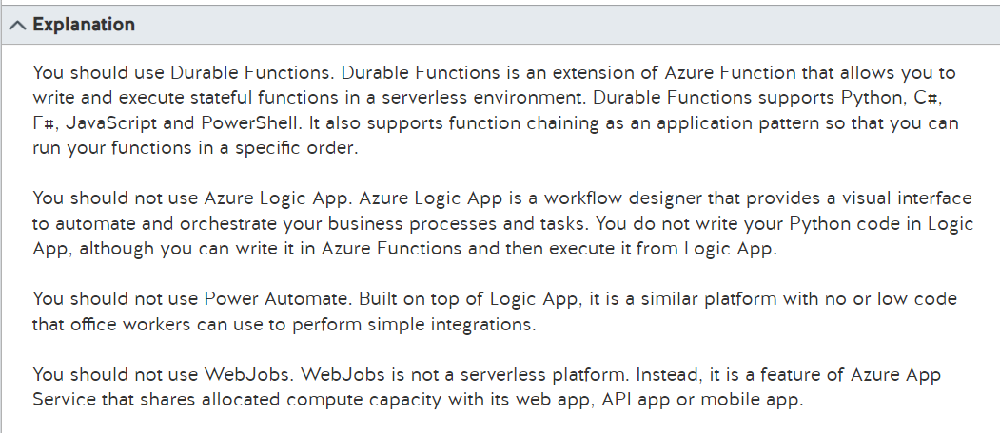 Explanation
You should use Durable Functions. Durable Functions is an extension of Azure Function that allows you to
write and execute stateful functions in a serverless environment. Durable Functions supports Python, C#,
F#, JavaScript and PowerShell. It also supports function chaining as an application pattern so that you can
run your functions in a specific order.
You should not use Azure Logic App. Azure Logic App is a workflow designer that provides a visual interface
to automate and orchestrate your business processes and tasks. You do not write your Python code in Logic
App, although you can write it in Azure Functions and then execute it from Logic App.
You should not use Power Automate. Built on top of Logic App, it is a similar platform with no or low code
that office workers can use to perform simple integrations.
You should not use WebJobs. WebJobs is not a serverless platform. Instead, it is a feature of Azure App
Service that shares allocated compute capacity with its web app, API app or mobile app.